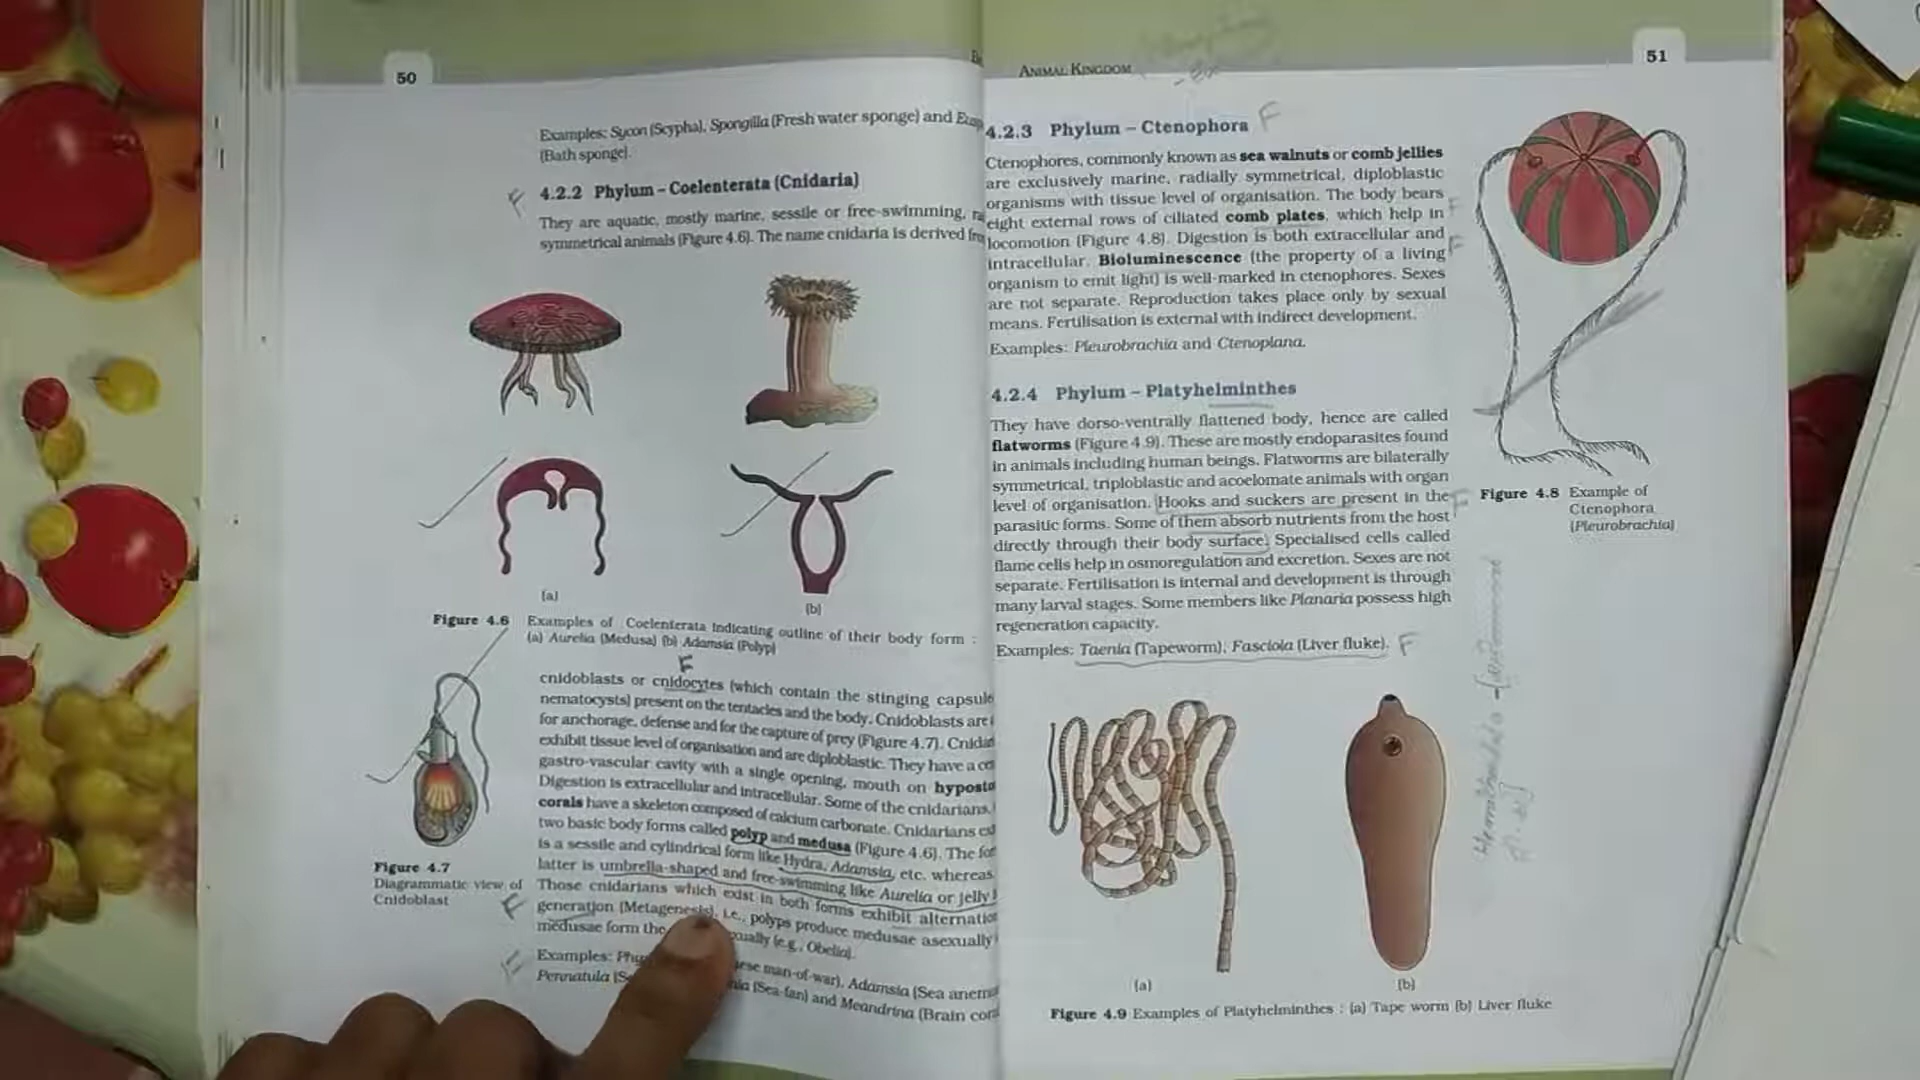 50
Examples: Sycon (Scypha), Spongilla (Fresh water sponge) and
(Bath sponge).
4.2.2 Phylum – Coelenterata (Cnidaria)
They are aquatic, mostly marine, sessile or free-swimming,
symmetrical animals (Figure 4.6). The name cnidaria is derived
(a)
(b)
Figure 4.6 Examples of Coelenterata indicating outline of their body form :
(a) Aurelia (Medusa) (b) Adamsia (Polyp)
F
cnidoblasts or cnidocytes (which contain the stinging
nematocysts) present on the tentacles and the body. Cnidoblasts are
for anchorage, defense and for the capture of prey (Figure 4.7).
exhibit tissue level of organisation and are diploblastic. They have a
gastro-vascular cavity with a single opening, mouth on
Digestion is extracellular and intracellular. Some of the cnidarians,
corals have a skeleton composed of calcium carbonate. Cnidarians
two basic body forms called polyp and medusa (Figure 4.6). The
is a sessile and cylindrical form like Hydra, Adamsia, etc. whereas
latter is umbrella-shaped and free-swimming like Aurelia or jelly
Those cnidarians which exist in both forms exhibit
generation (Metagenesis), i.e., polyps produce medusae asexually
medusae form the (e.g., Obelia).
Examples: man-of-war), Adamsia (Sea
Pennatula (Sea-fan) and Meandrina (Brain
Figure 4.7
Diagrammatic view of
Cnidoblast
F
ANIMAL KINGDOM
51
4.2.3 Phylum – Ctenophora F
Ctenophores, commonly known as sea walnuts or comb jellies
are exclusively marine, radially symmetrical, diploblastic
organisms with tissue level of organisation. The body bears
eight external rows of ciliated comb plates, which help in
locomotion (Figure 4.8). Digestion is both extracellular and
intracellular. Bioluminescence (the property of a living
organism to emit light) is well-marked in ctenophores. Sexes
are not separate. Reproduction takes place only by sexual
means. Fertilisation is external with indirect development.
Examples: Pleurobrachia and Ctenoplana.
4.2.4 Phylum – Platyhelminthes
They have dorso-ventrally flattened body, hence are called
flatworms (Figure 4.9). These are mostly endoparasites found
in animals including human beings. Flatworms are bilaterally
symmetrical, triploblastic and acoelomate animals with organ
level of organisation. Hooks and suckers are present in the
parasitic forms. Some of them absorb nutrients from the host
directly through their body surface. Specialised cells called
flame cells help in osmoregulation and excretion. Sexes are not
separate. Fertilisation is internal and development is through
many larval stages. Some members like Planaria possess high
regeneration capacity.
Examples: Taenia (Tapeworm), Fasciola (Liver fluke). F
Figure 4.8 Example of
Ctenophora
(Pleurobrachia)
(a)
(b)
Figure 4.9 Examples of Platyhelminthes : (a) Tape worm (b) Liver fluke